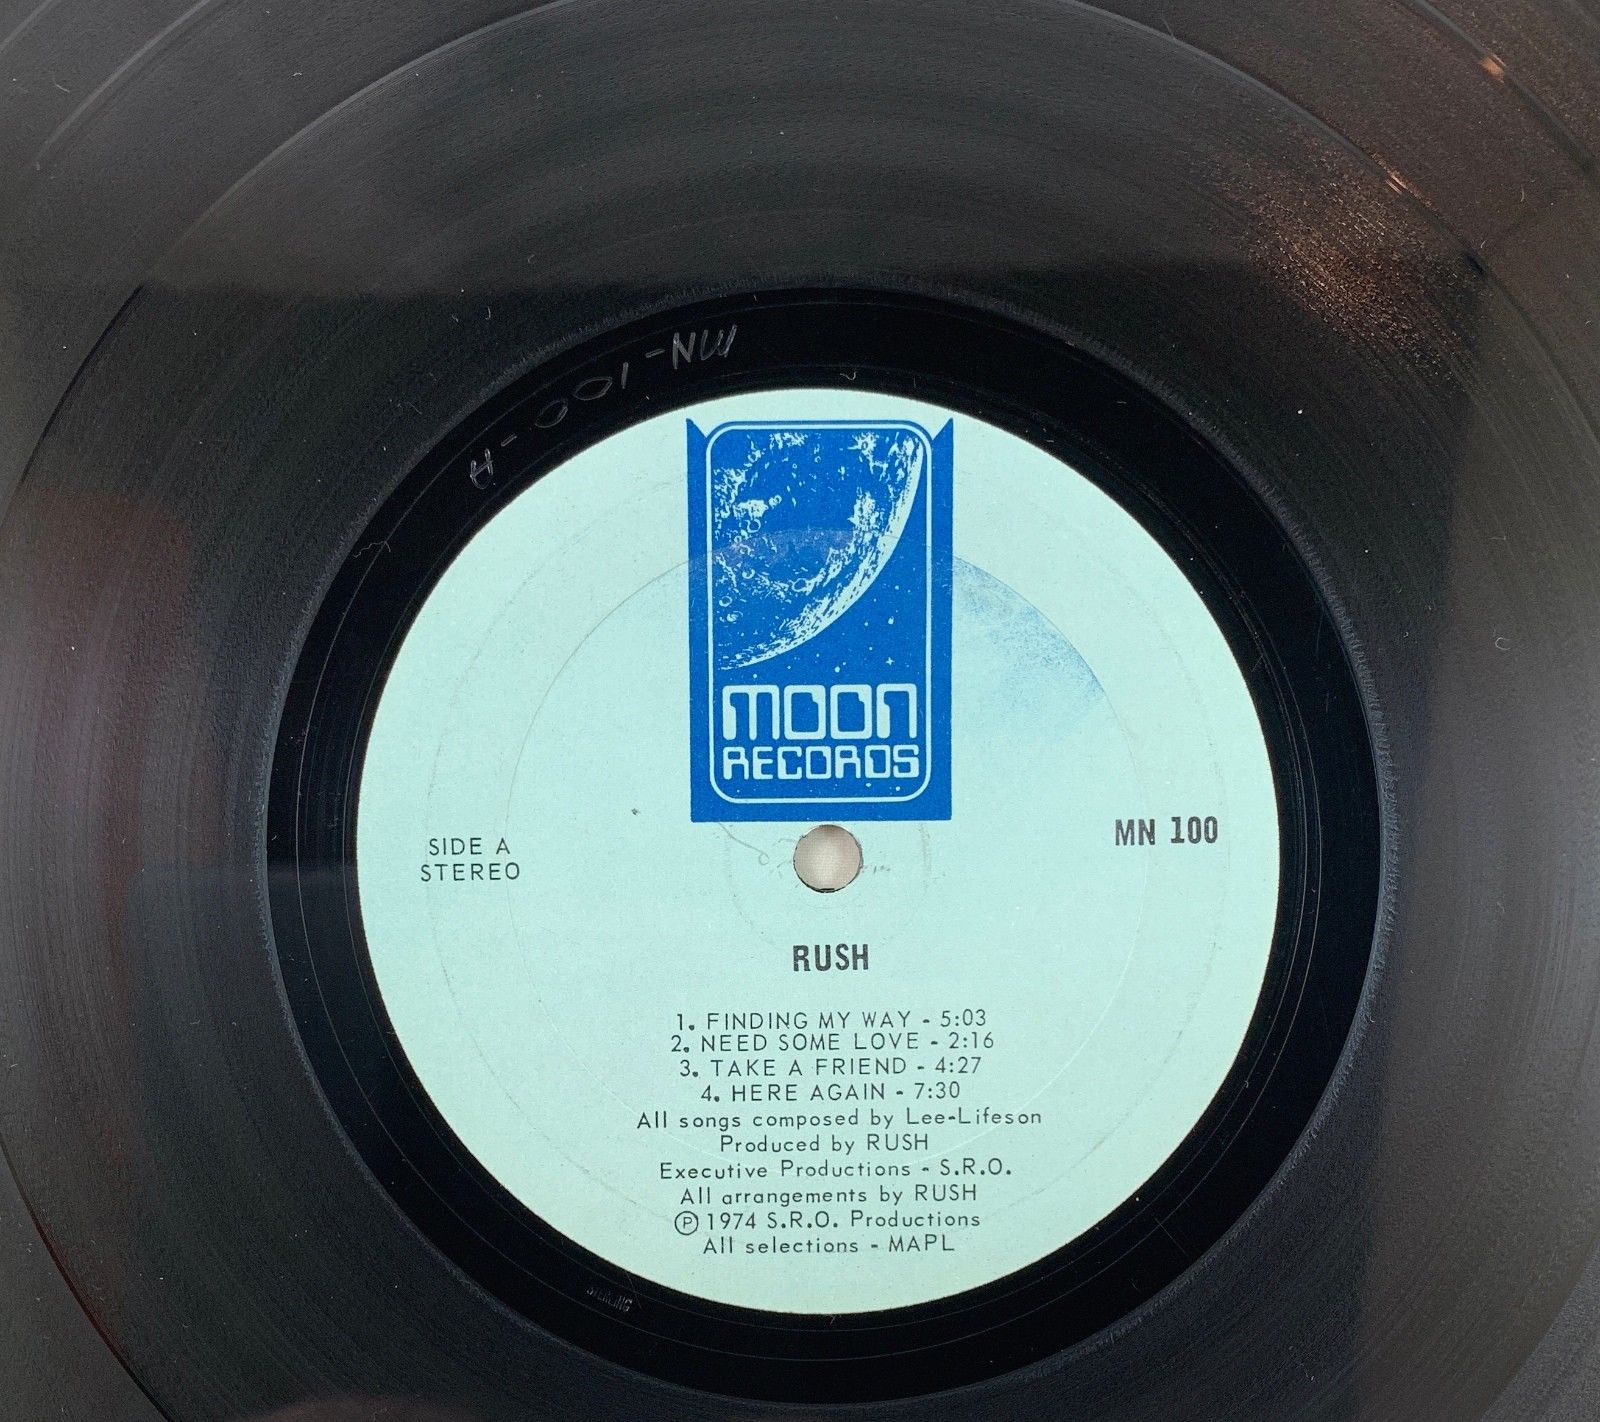 4-001-NW
MOON
RECORDS
SIDE A
STEREO
MN 100
RUSH
1. FINDING MY WAY - 5:03
2. NEED SOME LOVE - 2:16
3. TAKE A FRIEND - 4:27
4. HERE AGAIN - 7:30
All songs composed by Lee-Lifeson
Produced by RUSH
Executive Productions - S.R.O.
All arrangements by RUSH
Ⓟ 1974 S.R.O. Productions
All selections - MAPL
STERLING